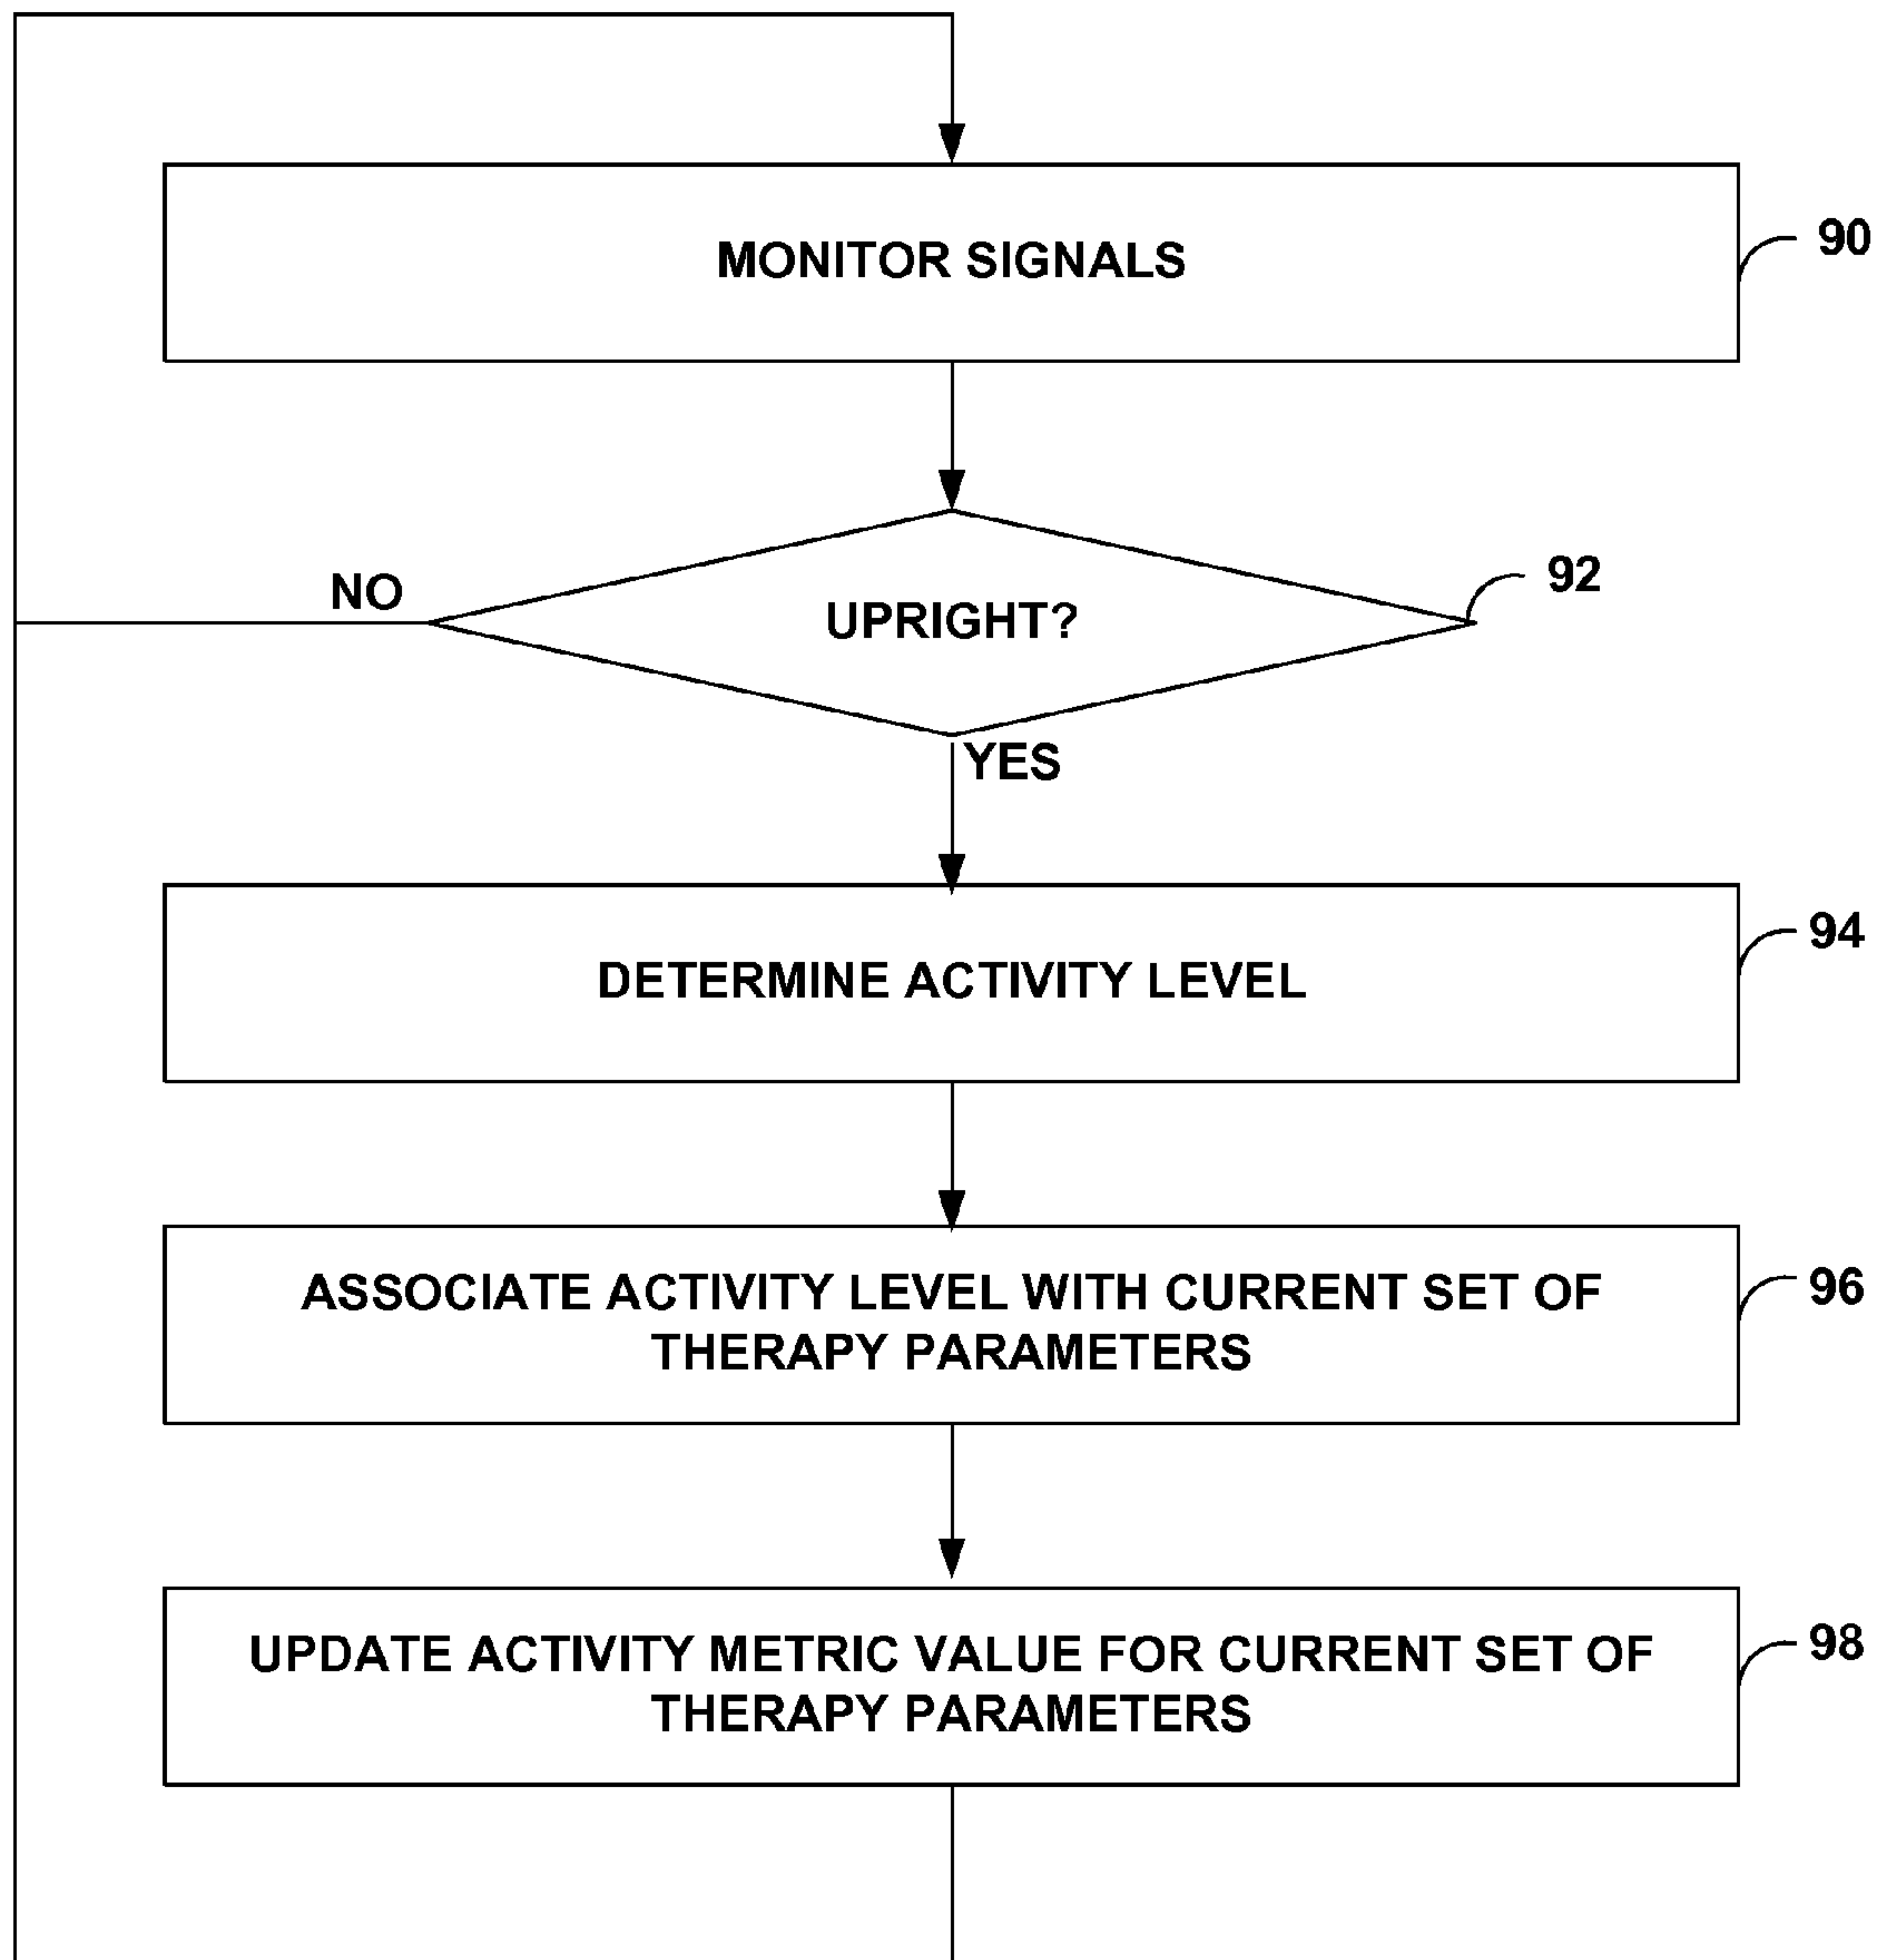 MONITOR SIGNALS
90
UPRIGHT?
92
NO
YES
DETERMINE ACTIVITY LEVEL
94
ASSOCIATE ACTIVITY LEVEL WITH CURRENT SET OF
THERAPY PARAMETERS
96
UPDATE ACTIVITY METRIC VALUE FOR CURRENT SET OF
THERAPY PARAMETERS
98